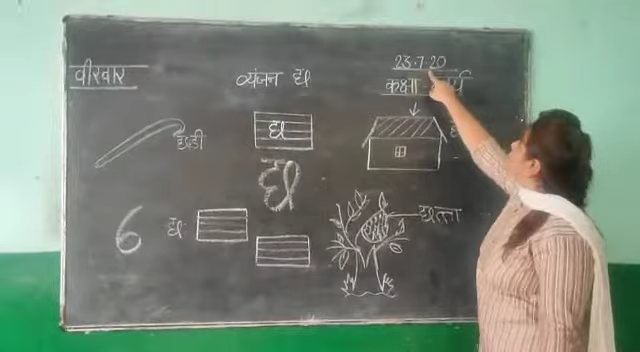 23.7.20
वीरवार
व्यंजन छ
कक्षा
छ
छडी
छ
छत्ता
6 छः